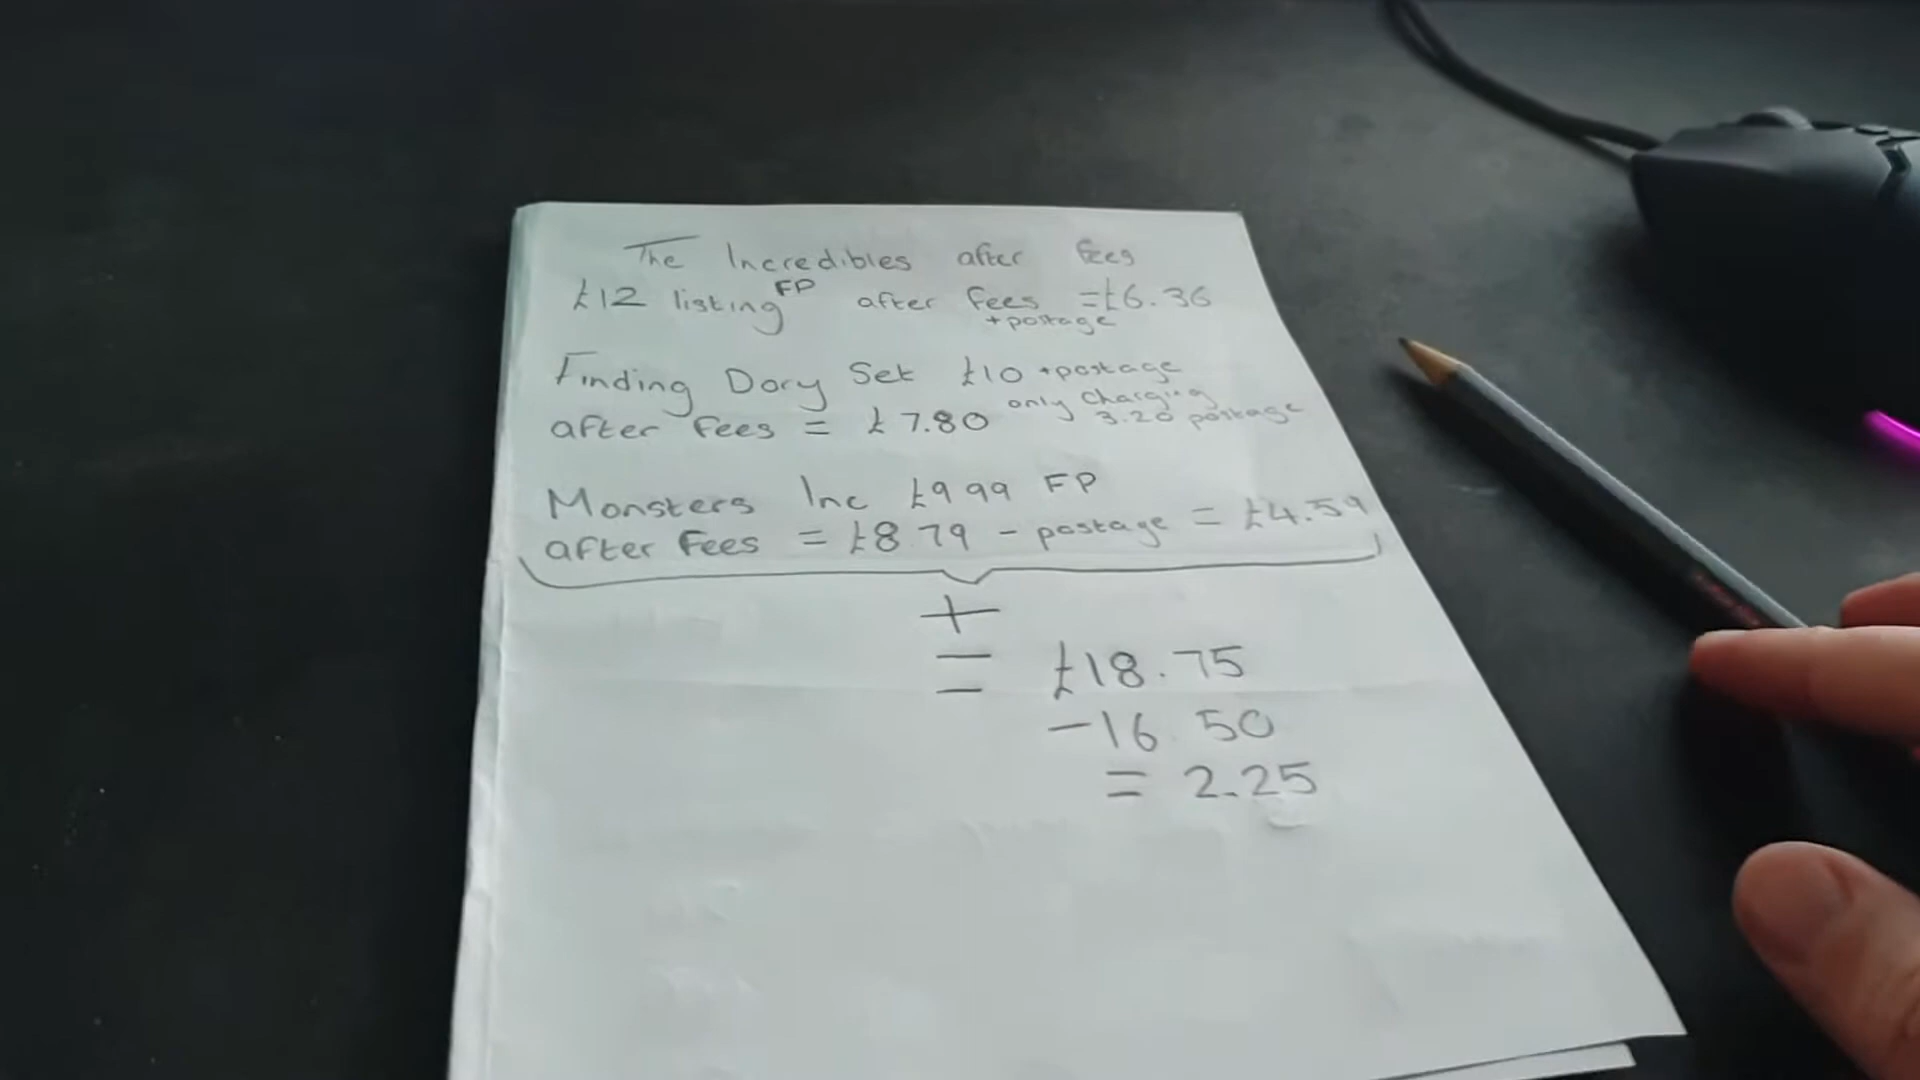 The Incredibles after fees
£12 listing FP after fees = £6.36
+postage
Finding Dory Set £10 +postage
only charging
after fees = £7.80 3.20 postage
Monsters Inc £9 99 FP
after Fees = £8 79 - postage = £4.59
+
= £18.75
-16 50
= 2.25